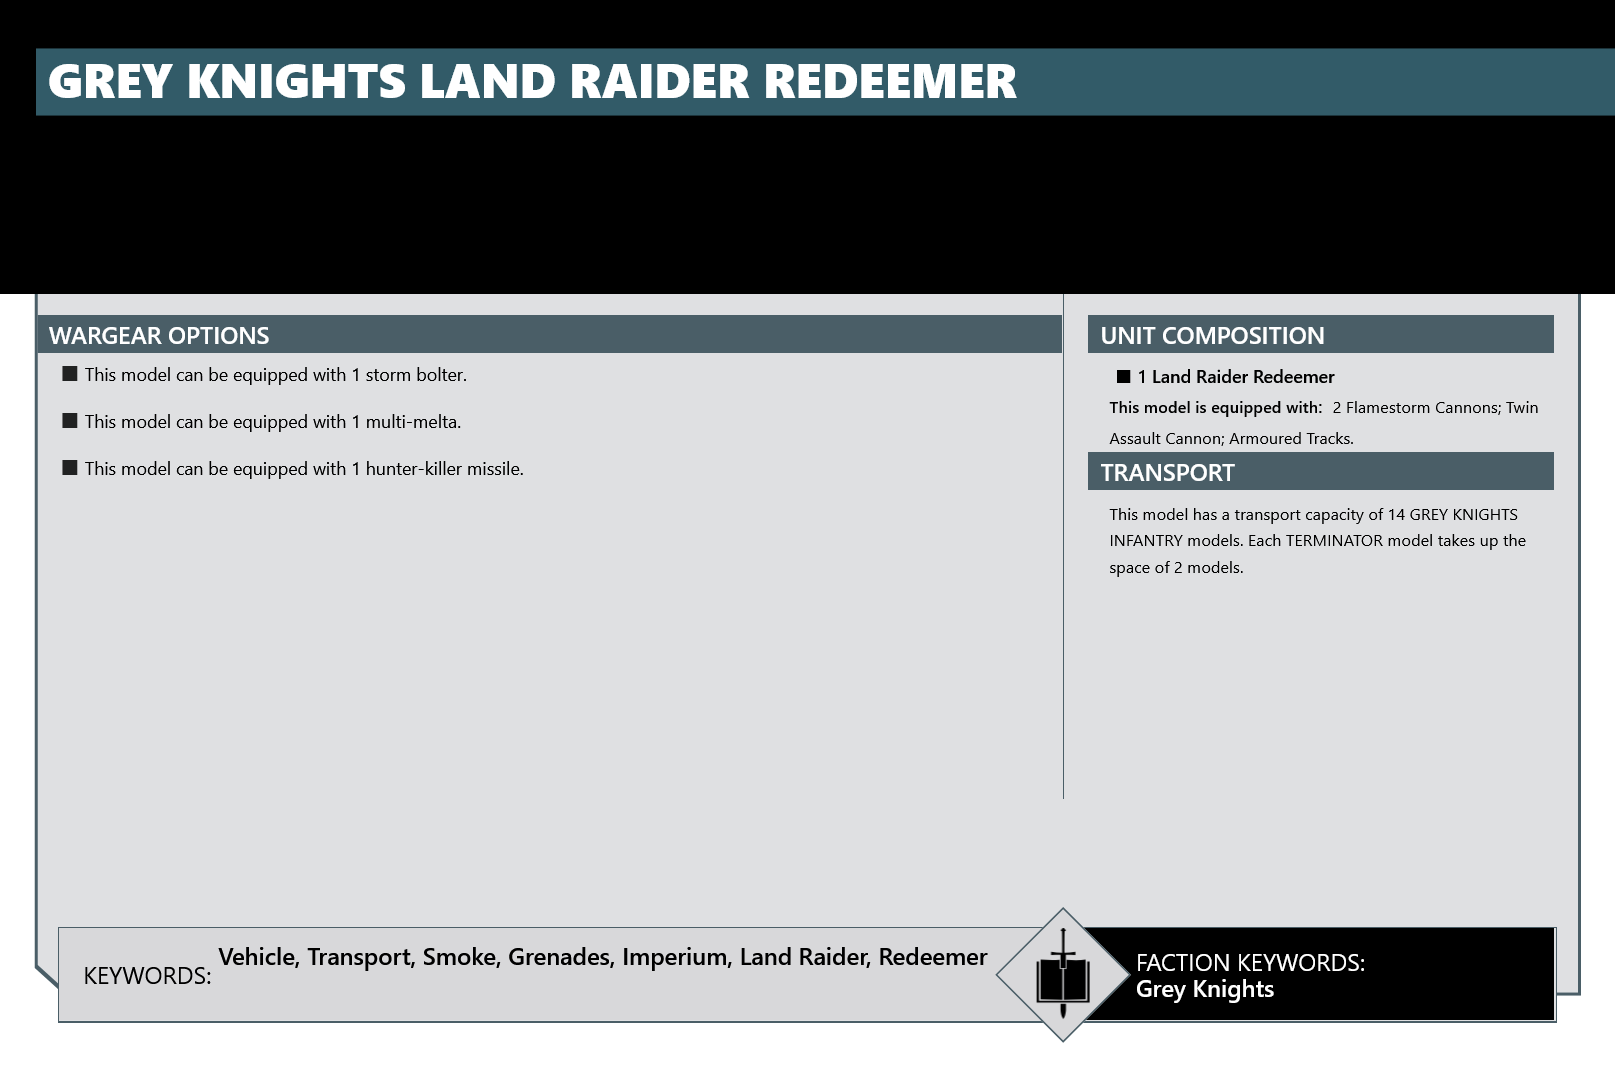 GREY KNIGHTS LAND RAIDER REDEEMER
WARGEAR OPTIONS
This model can be equipped with 1 storm bolter.
This model can be equipped with 1 multi-melta.
This model can be equipped with 1 hunter-killer missile.
UNIT COMPOSITION
1 Land Raider Redeemer
This model is equipped with: 2 Flamestorm Cannons; Twin
Assault Cannon; Armoured Tracks.
TRANSPORT
This model has a transport capacity of 14 GREY KNIGHTS
INFANTRY models. Each TERMINATOR model takes up the
space of 2 models.
KEYWORDS: Vehicle, Transport, Smoke, Grenades, Imperium, Land Raider, Redeemer
FACTION KEYWORDS:
Grey Knights